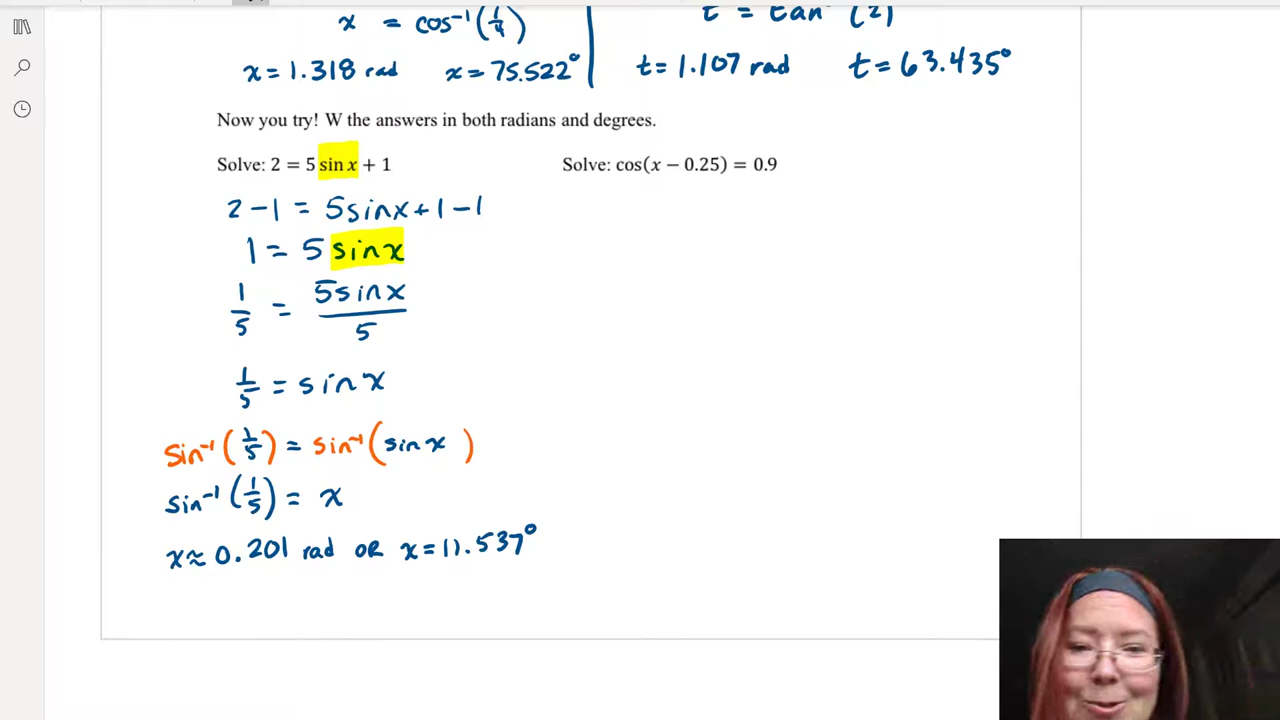 x = cos⁻¹(1/4)
t = tan⁻ (2)
x = 1.318 rad x = 75.522°
t = 1.107 rad t = 63.435°
Now you try! W the answers in both radians and degrees.
Solve: 2 = 5 sin x + 1
Solve: cos(x − 0.25) = 0.9
2 − 1 = 5sinx + 1 − 1
1 = 5 sinx
1/5 = 5sinx/5
1/5 = sinx
sin⁻¹(1/5) = sin⁻¹(sinx)
sin⁻¹(1/5) = x
x ≈ 0.201 rad OR x = 11.537°